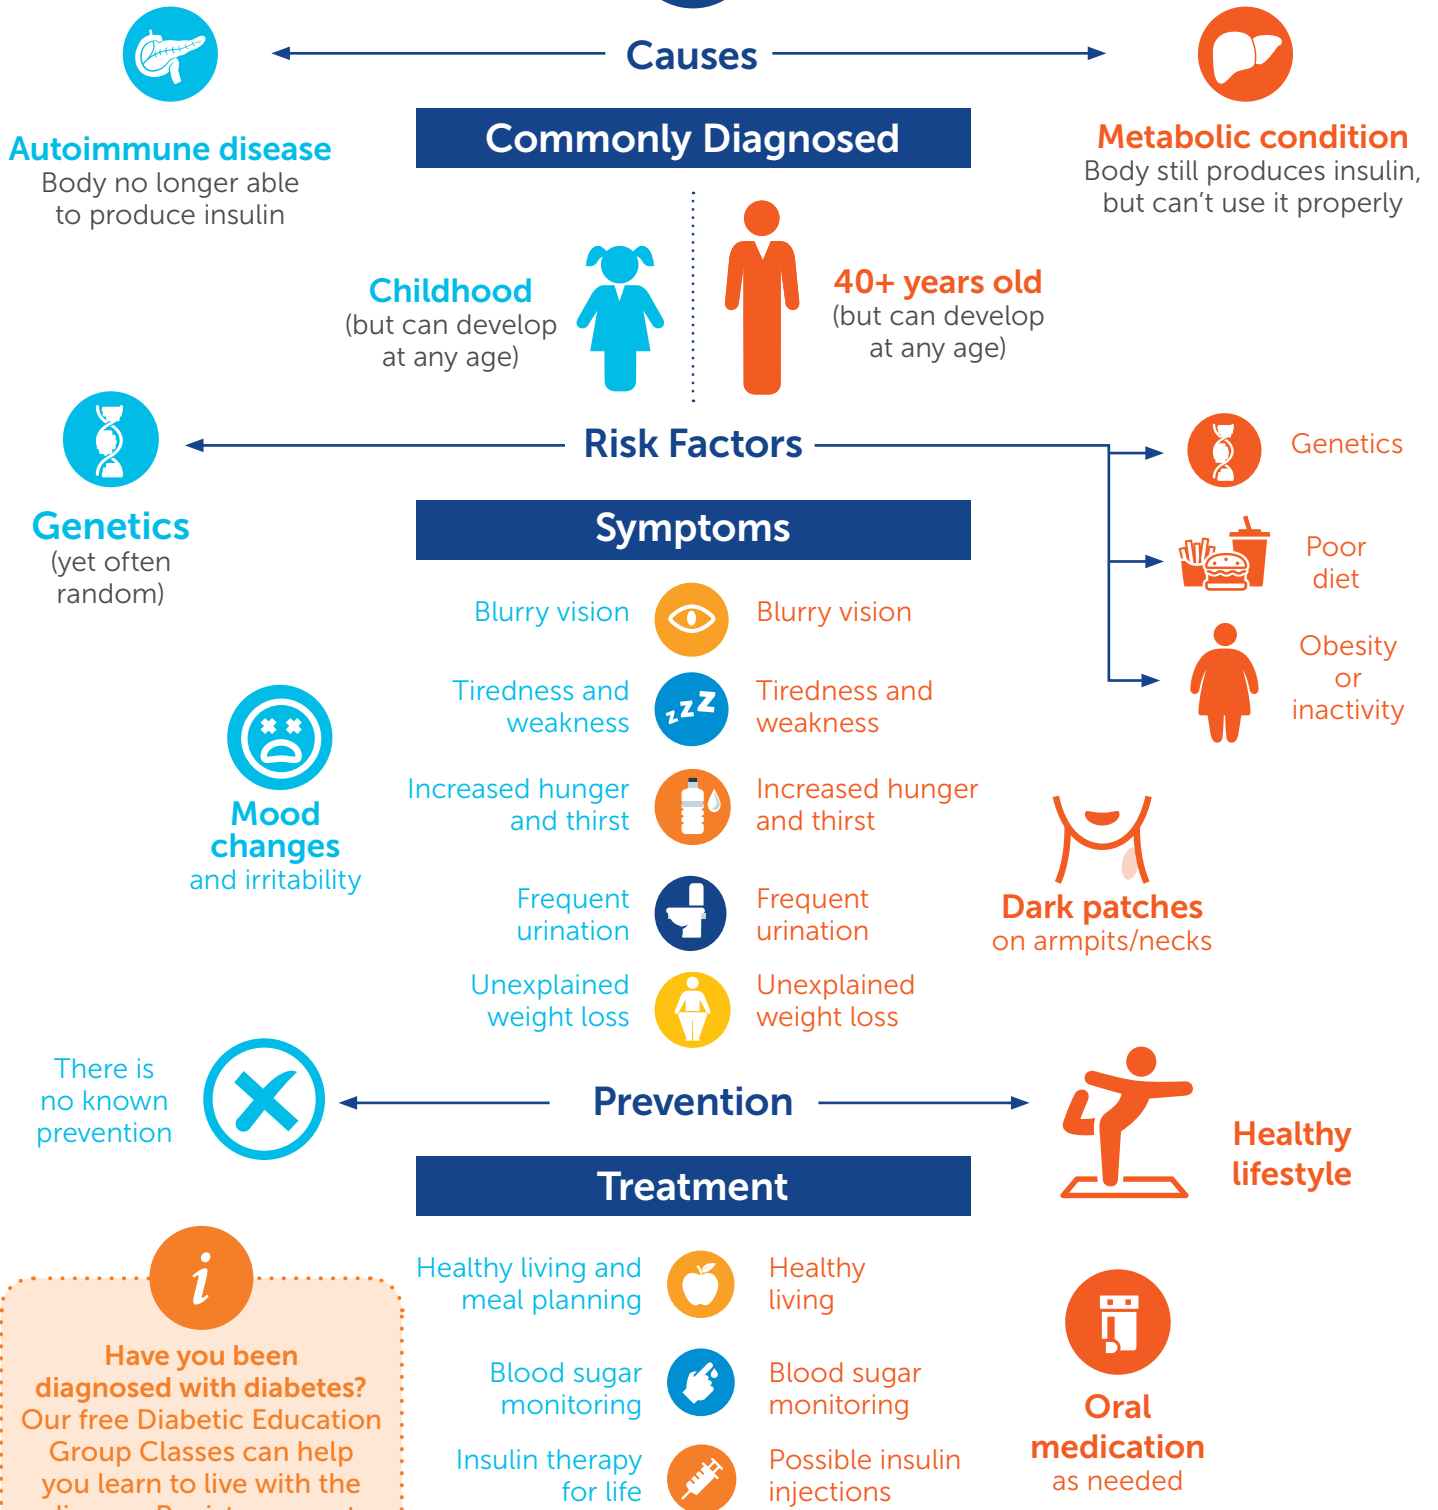 Causes
Autoimmune disease
Body no longer able
to produce insulin
Metabolic condition
Body still produces insulin,
but can't use it properly
Commonly Diagnosed
Childhood
(but can develop
at any age)
40+ years old
(but can develop
at any age)
Risk Factors
Genetics
(yet often
random)
Genetics
Poor
diet
Obesity
or
inactivity
Symptoms
Blurry vision
Blurry vision
Tiredness and
weakness
zzZ
Tiredness and
weakness
Increased hunger
and thirst
Increased hunger
and thirst
Frequent
urination
Frequent
urination
Unexplained
weight loss
Unexplained
weight loss
Mood
changes
and irritability
Dark patches
on armpits/necks
Prevention
There is
no known
prevention
Healthy
lifestyle
Treatment
Healthy living and
meal planning
Healthy
living
Blood sugar
monitoring
Blood sugar
monitoring
Insulin therapy
for life
Possible insulin
injections
Oral
medication
as needed
i
Have you been
diagnosed with diabetes?
Our free Diabetic Education
Group Classes can help
you learn to live with the